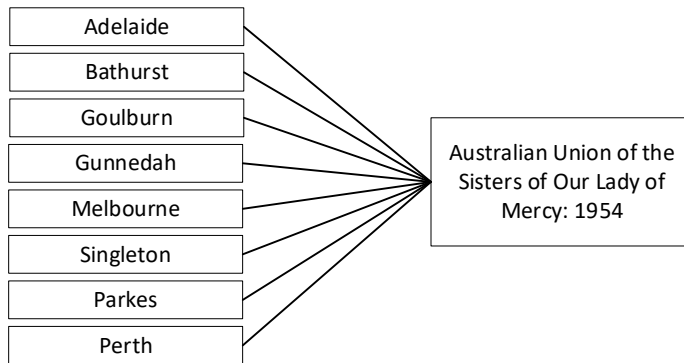 Adelaide
Bathurst
Goulburn
Gunnedah
Melbourne
Singleton
Parkes
Perth
Australian Union of the
Sisters of Our Lady of
Mercy: 1954